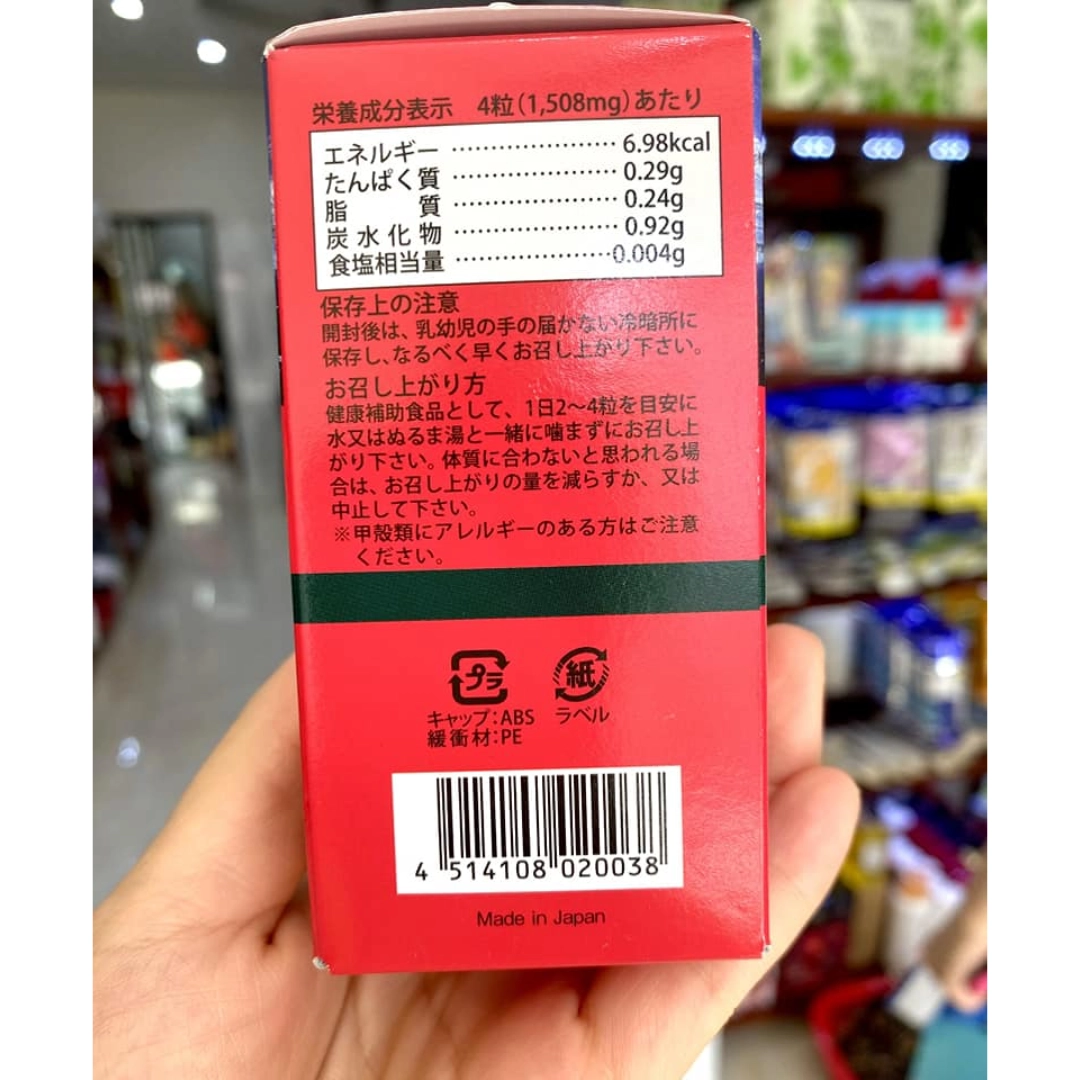 栄養成分表示 4粒(1,508mg)あたり
エネルギー ……………… 6.98kcal
たんぱく質 ……………… 0.29g
脂質 ……………… 0.24g
炭水化物 ……………… 0.92g
食塩相当量 ……………… 0.004g
保存上の注意
開封後は、乳幼児の手の届かない冷暗所に
保存し、なるべく早くお召し上がり下さい。
お召し上がり方
健康補助食品として、1日2〜4粒を目安に
水又はぬるま湯と一緒に噛まずにお召し上
がり下さい。体質に合わないと思われる場
合は、お召し上がりの量を減らすか、又は
中止して下さい。
※甲殻類にアレルギーのある方はご注意
ください。
プラ 紙
キャップ:ABS ラベル
緩衝材:PE
4 514108 020038
Made in Japan